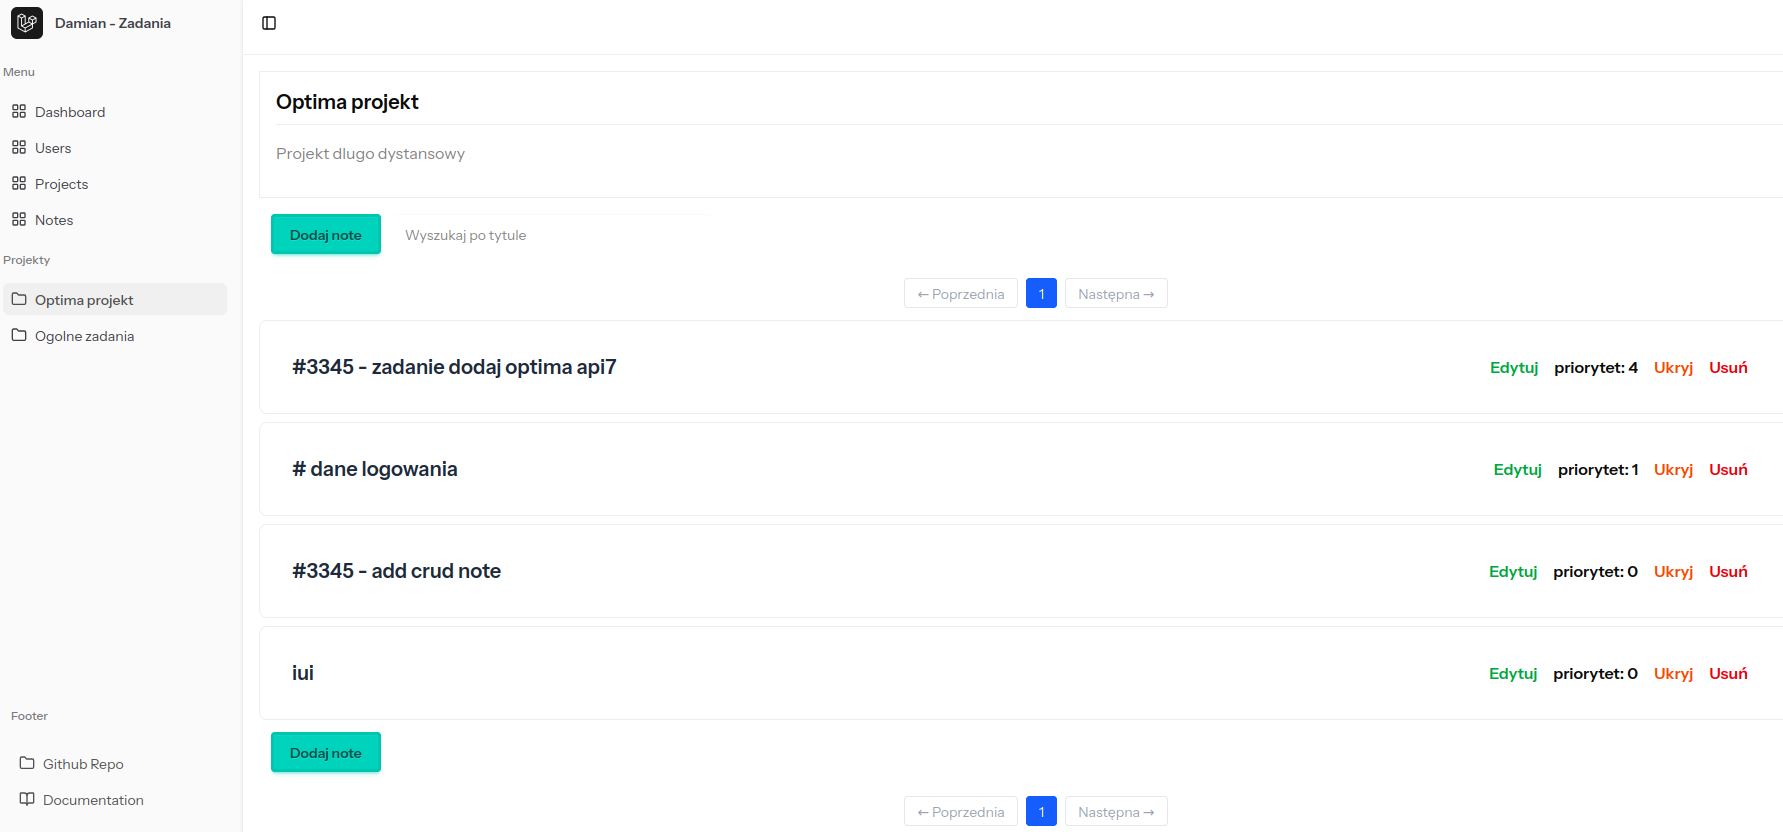 Damian - Zadania
Menu
Dashboard
Users
Projects
Notes
Projekty
Optima projekt
Ogolne zadania
Footer
Github Repo
Documentation
Optima projekt
Projekt dlugo dystansowy
Dodaj note Wyszukaj po tytule
← Poprzednia 1 Następna →
#3345 - zadanie dodaj optima api7 Edytuj priorytet: 4 Ukryj Usuń
# dane logowania Edytuj priorytet: 1 Ukryj Usuń
#3345 - add crud note Edytuj priorytet: 0 Ukryj Usuń
iui Edytuj priorytet: 0 Ukryj Usuń
Dodaj note
← Poprzednia 1 Następna →